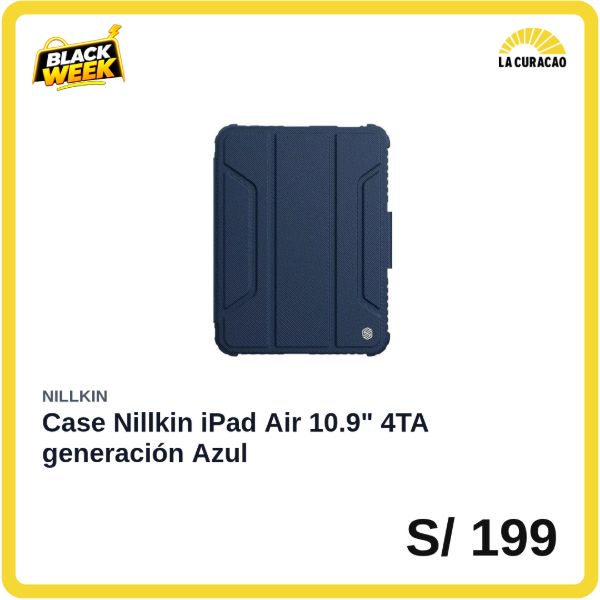 BLACK
WEEK
LA CURACAO
NILLKIN
Case Nillkin iPad Air 10.9" 4TA
generación Azul
S/ 199